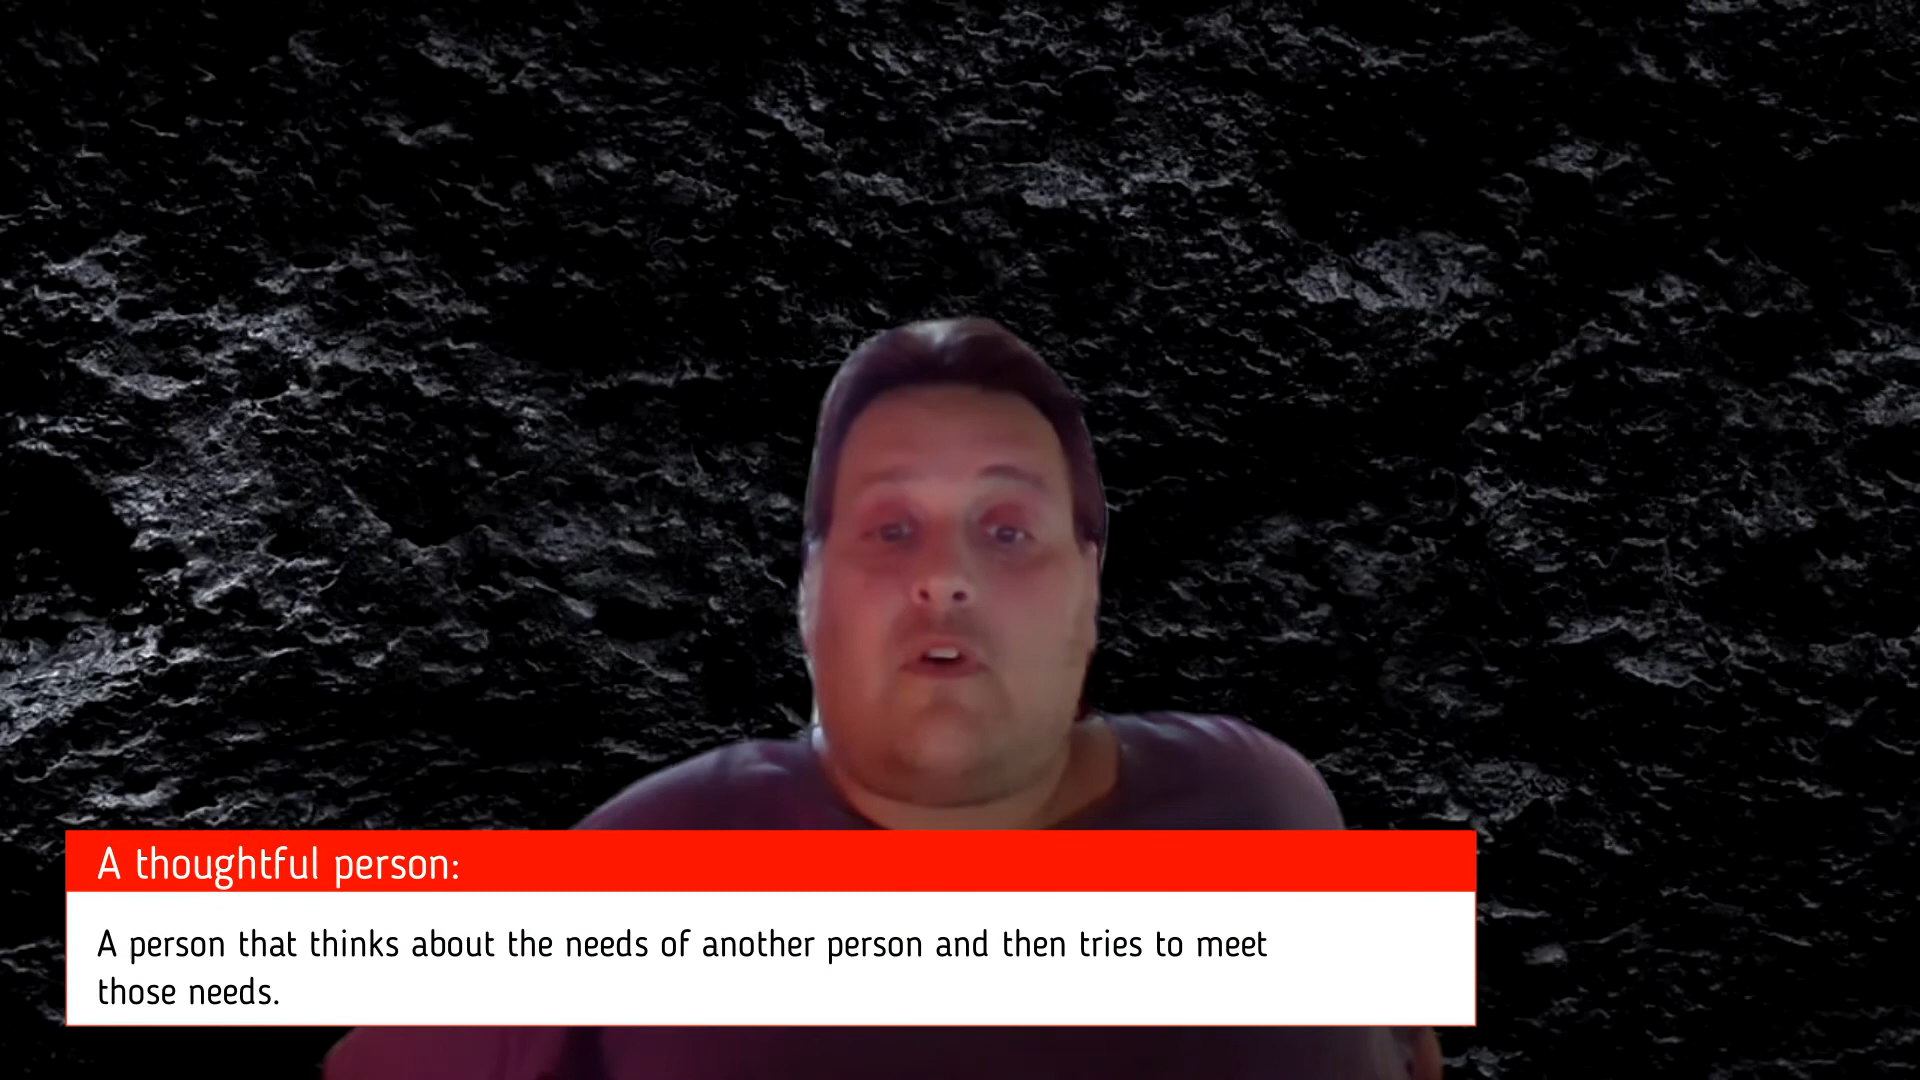 A thoughtful person:
A person that thinks about the needs of another person and then tries to meet
those needs.